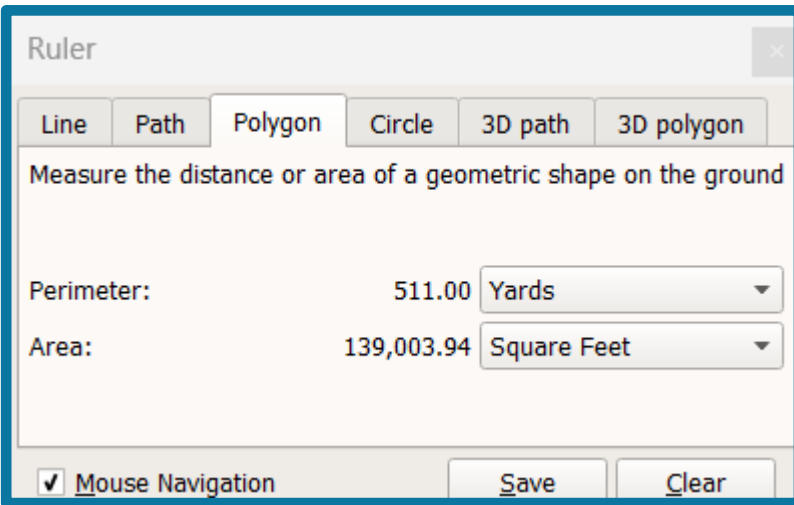 Ruler
Line Path Polygon Circle 3D path 3D polygon
Measure the distance or area of a geometric shape on the ground
Perimeter: 511.00 Yards
Area: 139,003.94 Square Feet
Mouse Navigation Save Clear